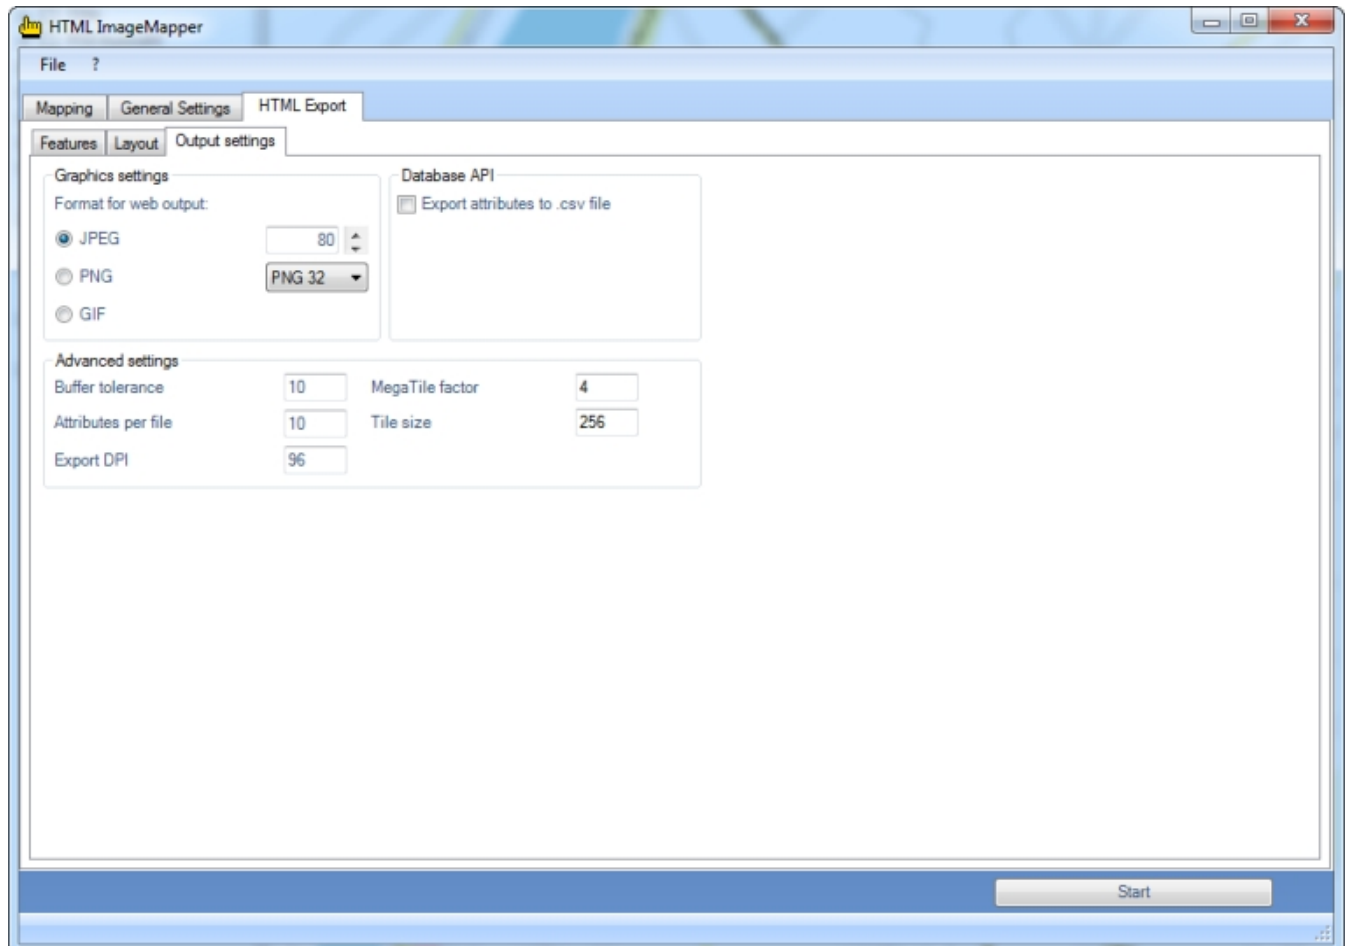 HTML ImageMapper
File ?
Mapping General Settings HTML Export
Features Layout Output settings
Graphics settings Database API
Format for web output: Export attributes to .csv file
JPEG 80
PNG PNG 32
GIF
Advanced settings
Buffer tolerance 10 MegaTile factor 4
Attributes per file 10 Tile size 256
Export DPI 96
Start